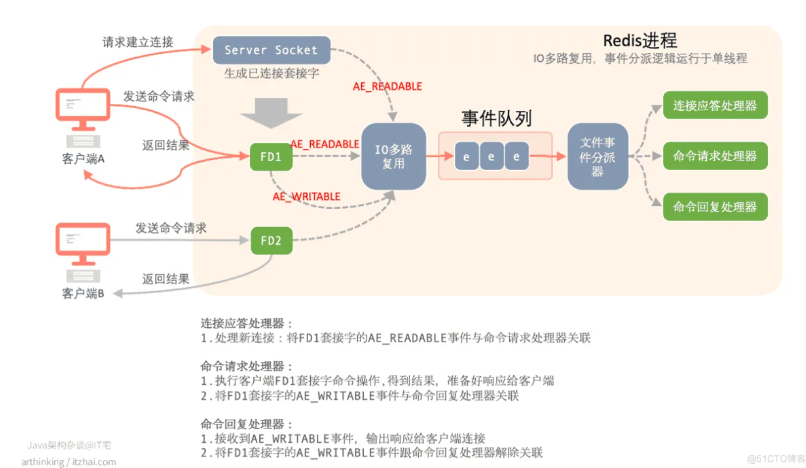 请求建立连接
Server Socket
生成已连接套接字
Redis进程
IO多路复用，事件分派逻辑运行于单线程
AE_READABLE
发送命令请求
返回结果
客户端A
AE_READABLE
FD1
AE_WRITABLE
IO多路
复用
事件队列
e e e
文件事
件分派
器
连接应答处理器
命令请求处理器
命令回复处理器
发送命令请求
FD2
返回结果
客户端B
连接应答处理器：
1.处理新连接：将FD1套接字的AE_READABLE事件与命令请求处理器关联
命令请求处理器：
1.执行客户端FD1套接字命令操作,得到结果，准备好响应给客户端
2.将FD1套接字的AE_WRITABLE事件与命令回复处理器关联
命令回复处理器：
1.接收到AE_WRITABLE事件，输出响应给客户端连接
2.将FD1套接字的AE_WRITABLE事件跟命令回复处理器解除关联
Java架构杂谈@IT宅
arthinking / itzhai.com
@51CTO博客